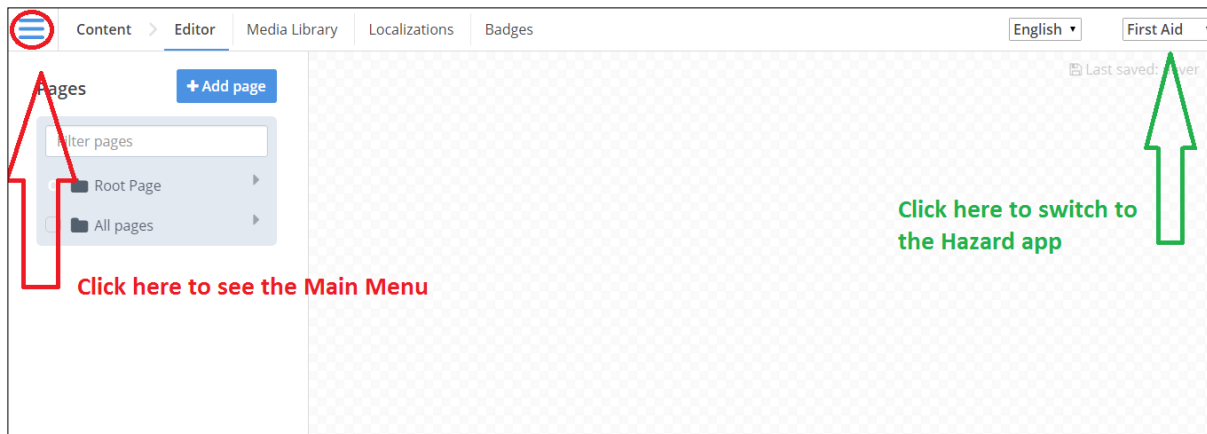 Content Editor Media Library Localizations Badges English First Aid
Last saved: never
Pages + Add page
Filter pages
Root Page
All pages
Click here to switch to
the Hazard app
Click here to see the Main Menu